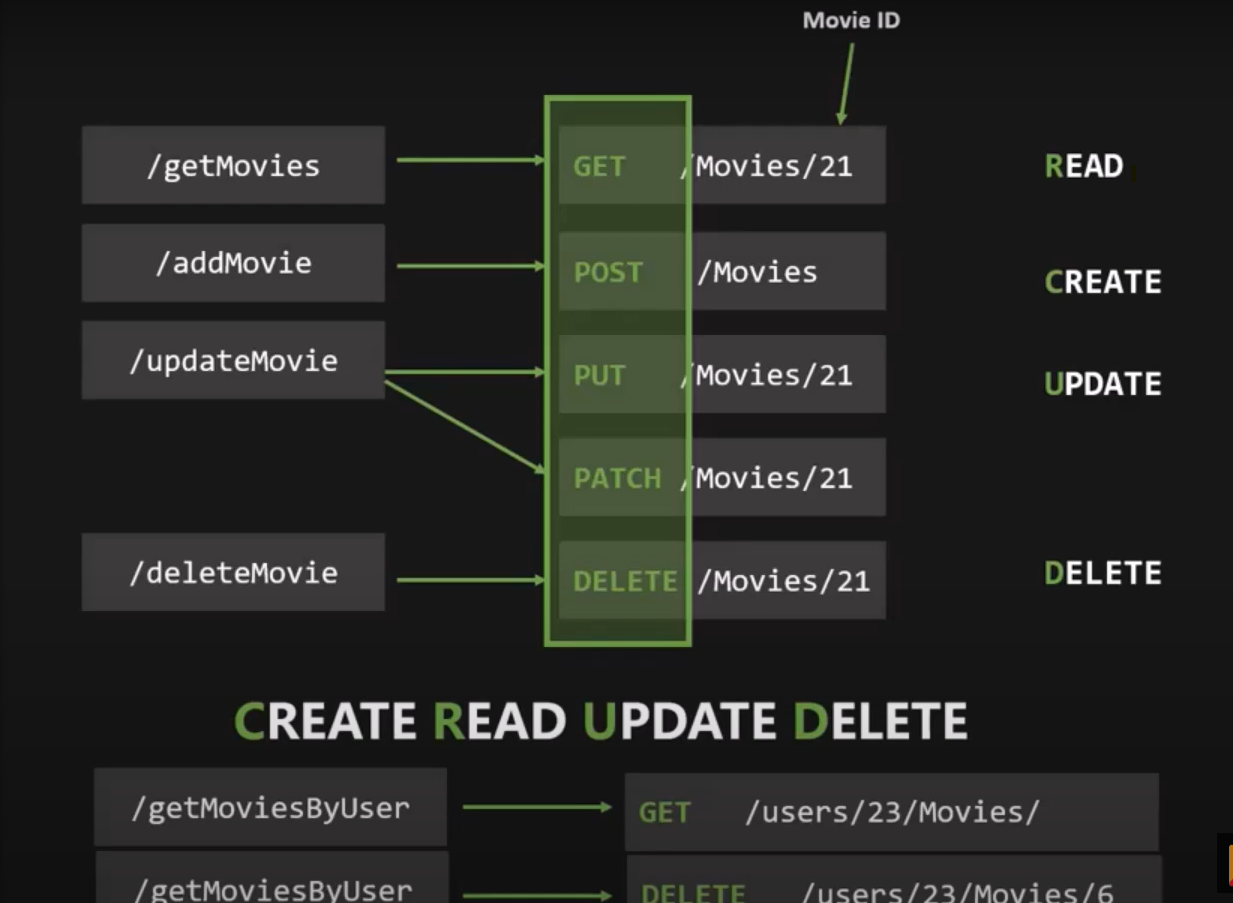 Movie ID
/getMovies GET /Movies/21 READ
/addMovie POST /Movies CREATE
/updateMovie PUT /Movies/21 UPDATE
PATCH /Movies/21
/deleteMovie DELETE /Movies/21 DELETE
CREATE READ UPDATE DELETE
/getMoviesByUser GET /users/23/Movies/
/getMoviesByUser DELETE /users/23/Movies/6